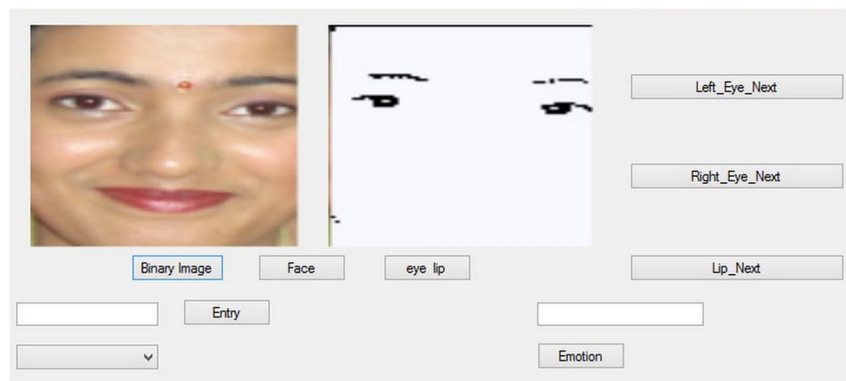 Left_Eye_Next
Right_Eye_Next
Binary Image
Face
eye lip
Lip_Next
Entry
Emotion